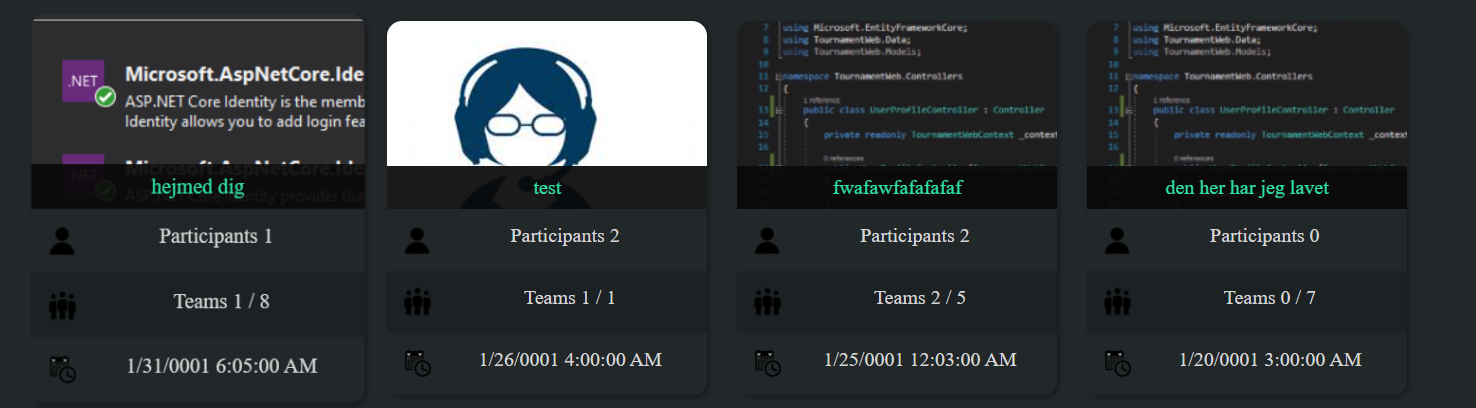 .NET
Microsoft.AspNetCore.Ide
ASP.NET Core Identity is the memb
Identity allows you to add login fea
Microsoft.AspNetCore.Ide
ASP.NET Core Identity provider that
hejmed dig
Participants 1
Teams 1 / 8
1/31/0001 6:05:00 AM
test
Participants 2
Teams 1 / 1
1/26/0001 4:00:00 AM
7 using Microsoft.EntityFrameworkCore;
8 using TournamentWeb.Data;
9 using TournamentWeb.Models;
10
11 namespace TournamentWeb.Controllers
12 {
1 reference
13 public class UserProfileController : Controller
14 {
15 private readonly TournamentWebContext _context
16
0 references
fwafawfafafafaf
Participants 2
Teams 2 / 5
1/25/0001 12:03:00 AM
7 using Microsoft.EntityFrameworkCore;
8 using TournamentWeb.Data;
9 using TournamentWeb.Models;
10
11 namespace TournamentWeb.Controllers
12 {
1 reference
13 public class UserProfileController : Controller
14 {
15 private readonly TournamentWebContext _context
16
0 references
den her har jeg lavet
Participants 0
Teams 0 / 7
1/20/0001 3:00:00 AM